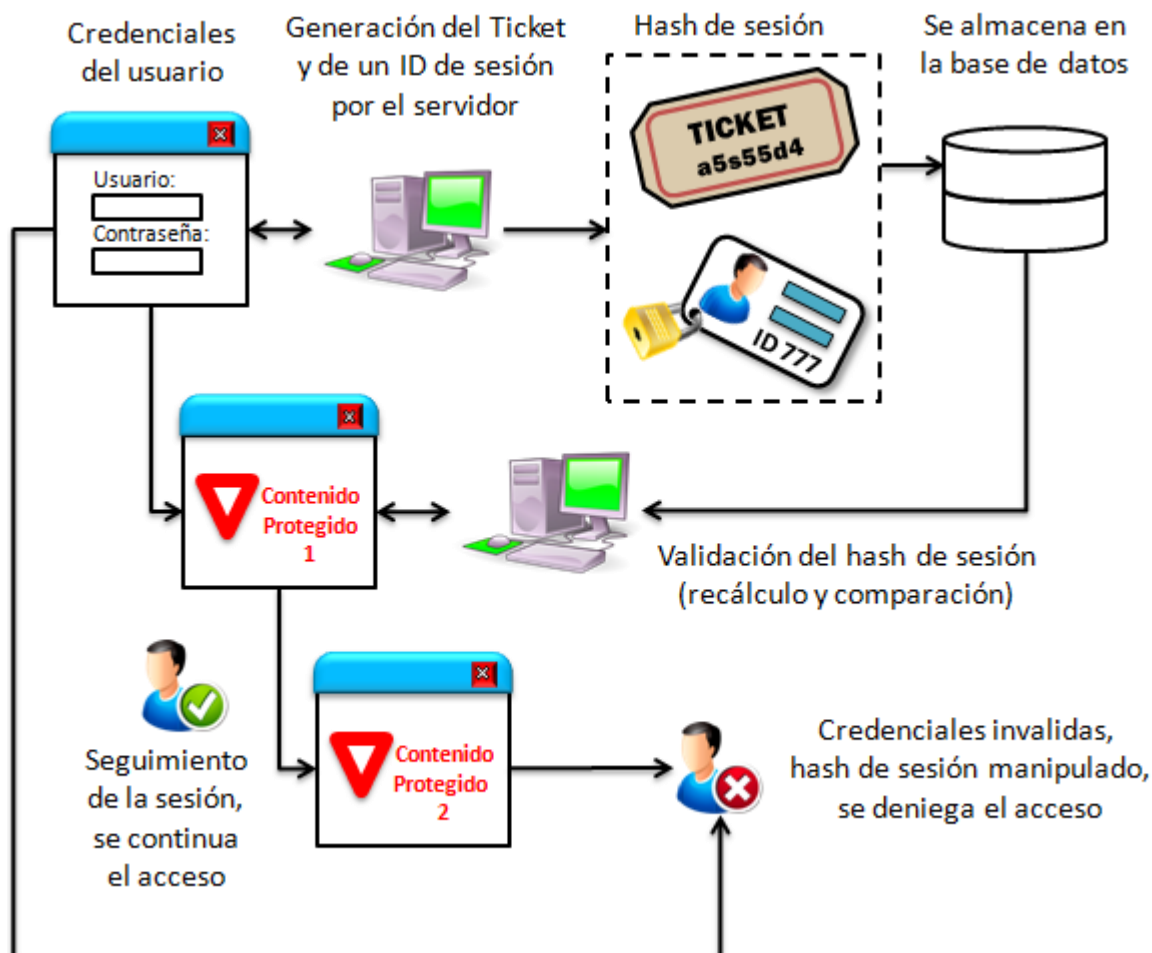 Credenciales
del usuario
Generación del Ticket
y de un ID de sesión
por el servidor
Hash de sesión
Se almacena en
la base de datos
Usuario:
Contraseña:
TICKET
a5s55d4
ID 777
Contenido
Protegido
1
Validación del hash de sesión
(recálculo y comparación)
Seguimiento
de la sesión,
se continua
el acceso
Contenido
Protegido
2
Credenciales invalidas,
hash de sesión manipulado,
se deniega el acceso